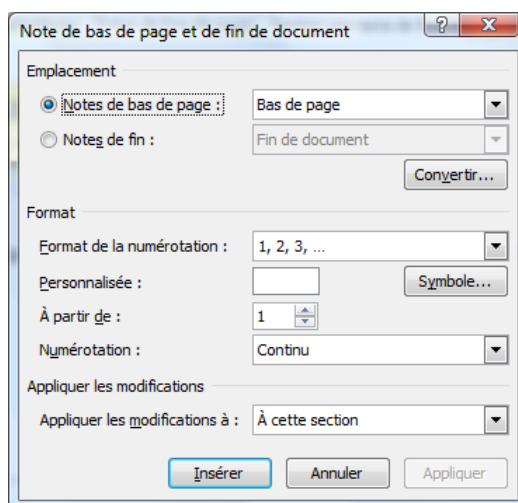 Note de bas de page et de fin de document
Emplacement
Notes de bas de page : Bas de page
Notes de fin : Fin de document
Convertir...
Format
Format de la numérotation : 1, 2, 3, ...
Personnalisée : Symbole...
À partir de : 1
Numérotation : Continu
Appliquer les modifications
Appliquer les modifications à : À cette section
Insérer Annuler Appliquer